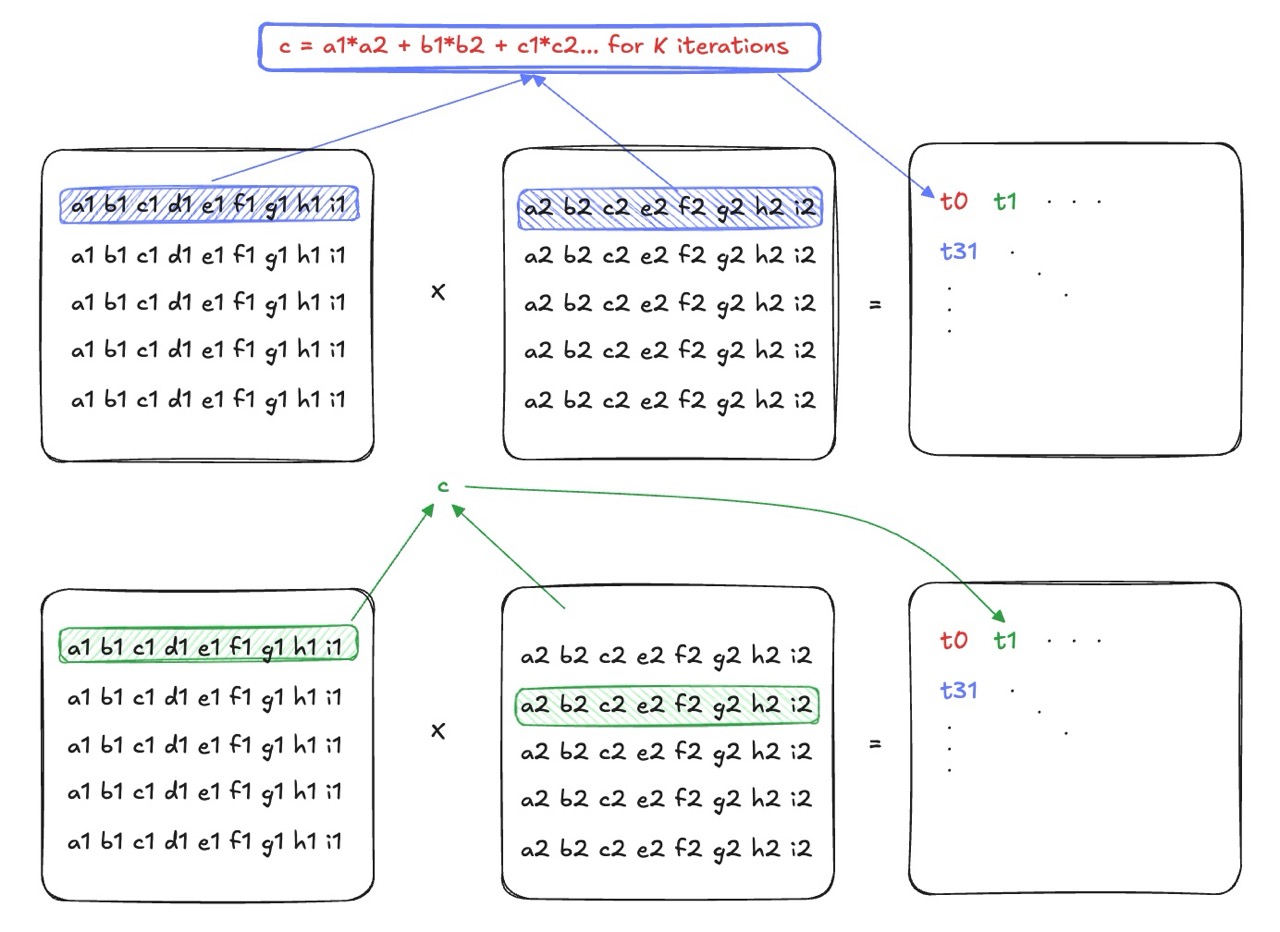 c = a1*a2 + b1*b2 + c1*c2... for K iterations
a1 b1 c1 d1 e1 f1 g1 h1 i1
a1 b1 c1 d1 e1 f1 g1 h1 i1
a1 b1 c1 d1 e1 f1 g1 h1 i1
a1 b1 c1 d1 e1 f1 g1 h1 i1
a1 b1 c1 d1 e1 f1 g1 h1 i1
x
a2 b2 c2 e2 f2 g2 h2 i2
a2 b2 c2 e2 f2 g2 h2 i2
a2 b2 c2 e2 f2 g2 h2 i2
a2 b2 c2 e2 f2 g2 h2 i2
a2 b2 c2 e2 f2 g2 h2 i2
=
t0 t1 . . .
t31 .
.
.
.
.
.
c
a1 b1 c1 d1 e1 f1 g1 h1 i1
a1 b1 c1 d1 e1 f1 g1 h1 i1
a1 b1 c1 d1 e1 f1 g1 h1 i1
a1 b1 c1 d1 e1 f1 g1 h1 i1
a1 b1 c1 d1 e1 f1 g1 h1 i1
x
a2 b2 c2 e2 f2 g2 h2 i2
a2 b2 c2 e2 f2 g2 h2 i2
a2 b2 c2 e2 f2 g2 h2 i2
a2 b2 c2 e2 f2 g2 h2 i2
a2 b2 c2 e2 f2 g2 h2 i2
=
t0 t1 . . .
t31 .
.
.
.
.
.